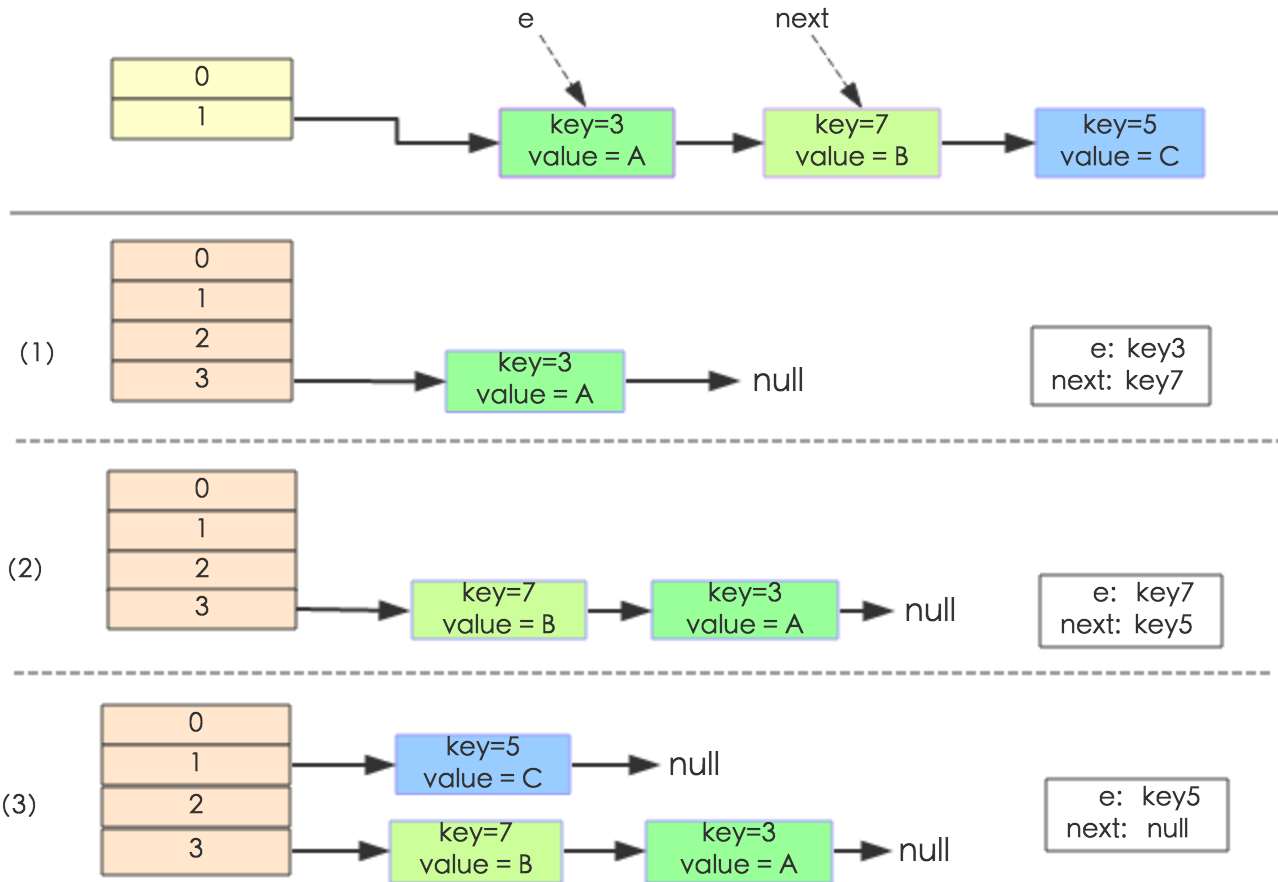 e
next
0
1
key=3
value = A
key=7
value = B
key=5
value = C
(1)
0
1
2
3
key=3
value = A
null
e: key3
next: key7
(2)
0
1
2
3
key=7
value = B
key=3
value = A
null
e: key7
next: key5
(3)
0
1
2
3
key=5
value = C
null
key=7
value = B
key=3
value = A
null
e: key5
next: null